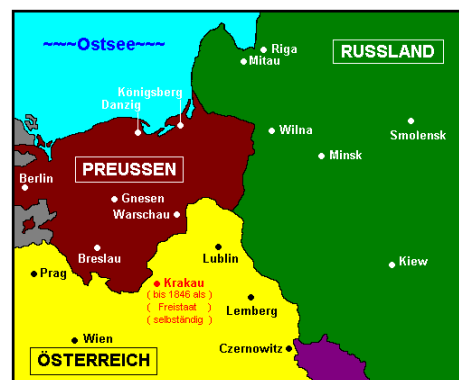 ~~~Ostsee~~~
Riga
Mitau
RUSSLAND
Königsberg
Danzig
Wilna
Smolensk
Minsk
PREUSSEN
Berlin
Gnesen
Warschau
Breslau
Lublin
Kiew
Prag
Krakau
( bis 1846 als )
( Freistaat )
( selbständig )
Lemberg
Wien
Czernowitz
ÖSTERREICH